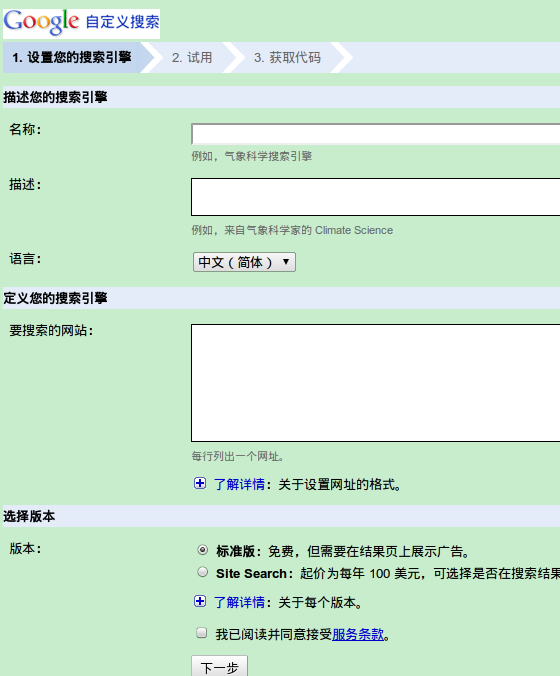 Google 自定义搜索
1. 设置您的搜索引擎 2. 试用 3. 获取代码
描述您的搜索引擎
名称：
例如，气象科学搜索引擎
描述：
例如，来自气象科学家的 Climate Science
语言：
中文（简体）
定义您的搜索引擎
要搜索的网站：
每行列出一个网址。
了解详情：关于设置网址的格式。
选择版本
版本：
标准版：免费，但需要在结果页上展示广告。
Site Search：起价为每年 100 美元，可选择是否在搜索结果
了解详情：关于每个版本。
我已阅读并同意接受服务条款。
下一步